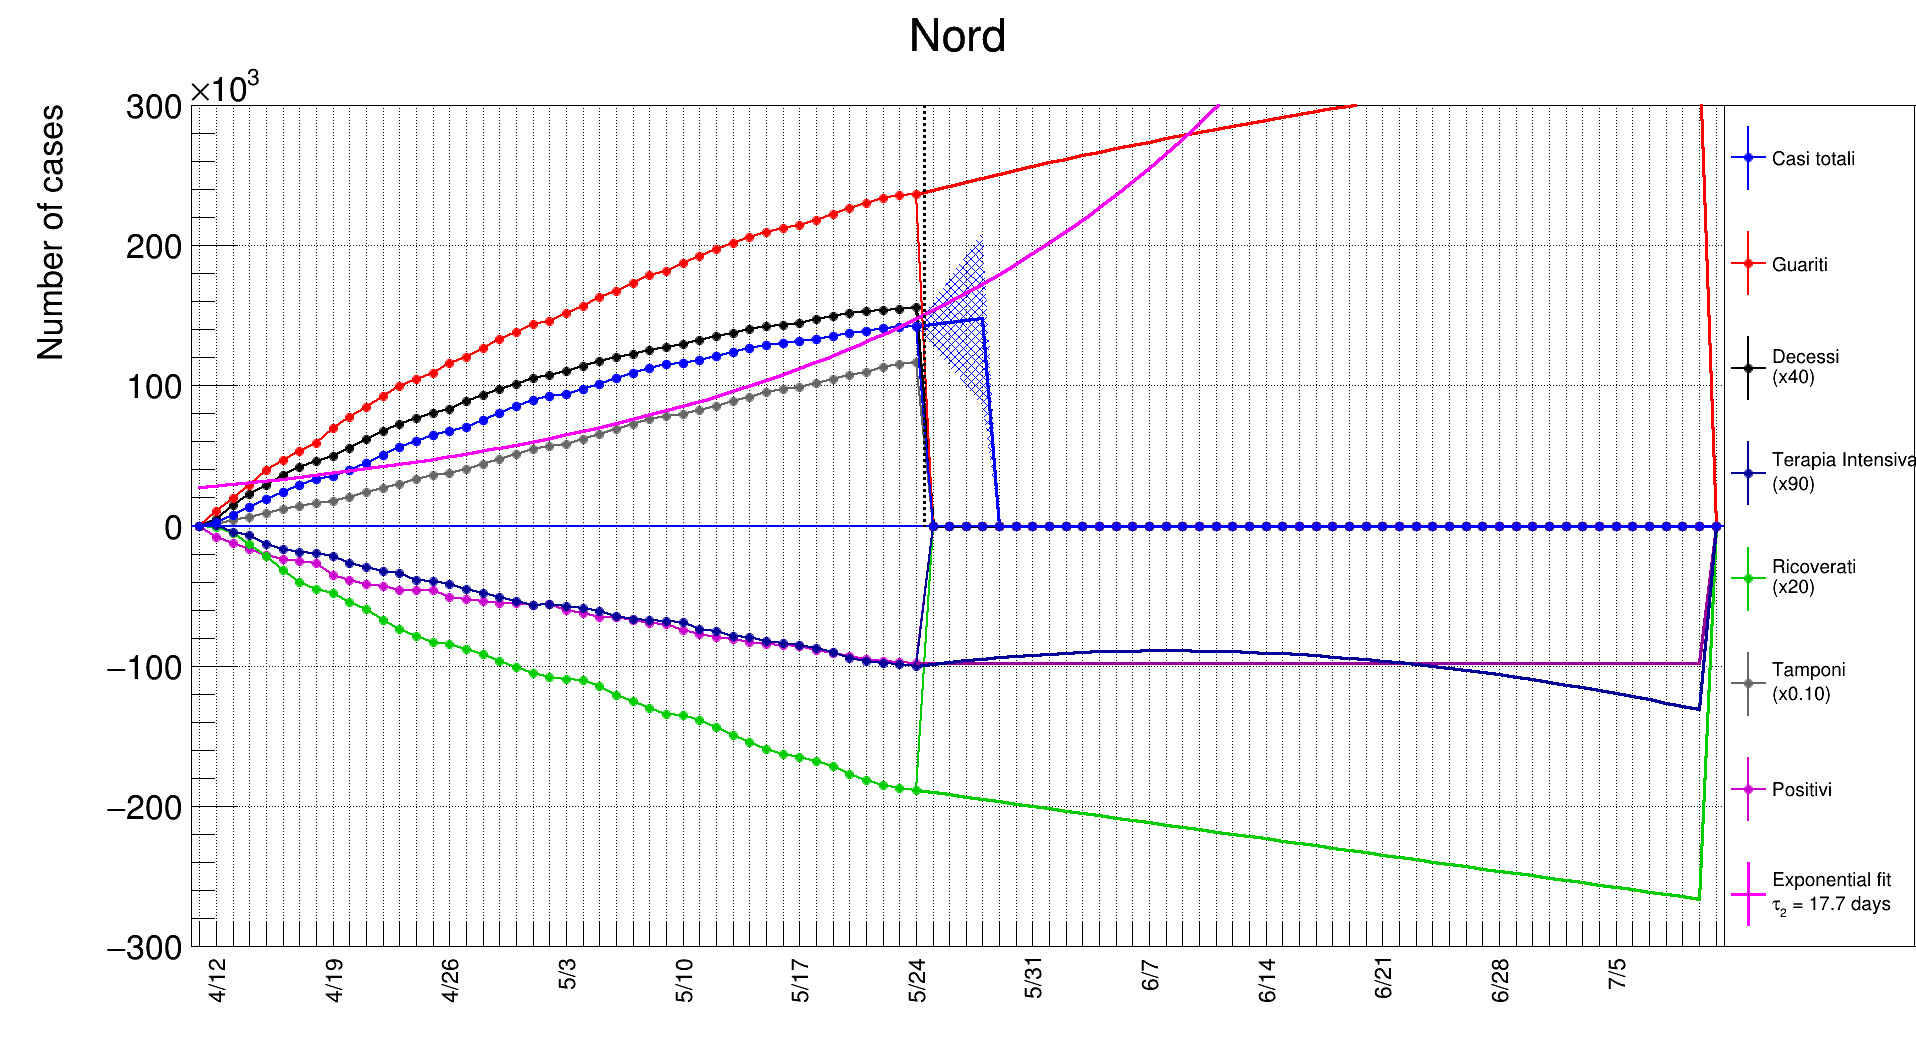 Nord
×10³
Number of cases
300
200
100
0
−100
−200
−300
4/12
4/19
4/26
5/3
5/10
5/17
5/24
5/31
6/7
6/14
6/21
6/28
7/5
Casi totali
Guariti
Decessi
(x40)
Terapia Intensiva
(x90)
Ricoverati
(x20)
Tamponi
(x0.10)
Positivi
Exponential fit
τ₂ = 17.7 days